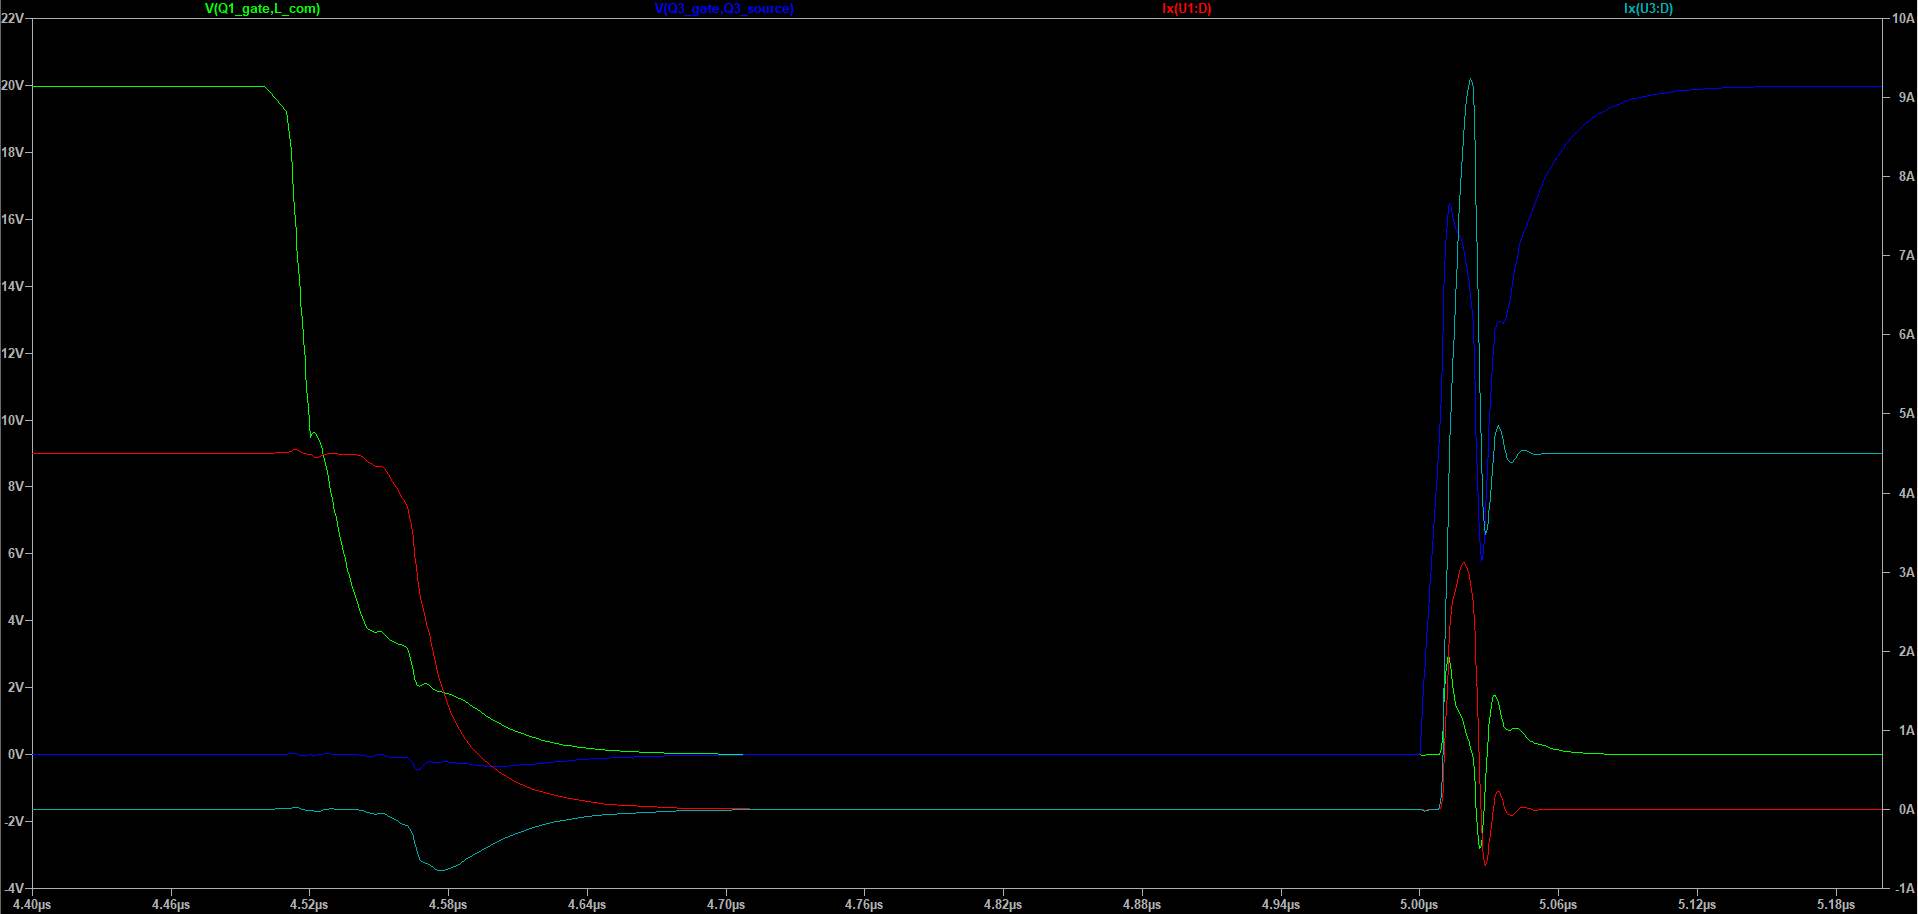 V(Q1_gate,L_com) V(Q3_gate,Q3_source) Ix(U1:D) Ix(U3:D)
22V 10A
20V 9A
18V 8A
16V 7A
14V 6A
12V 5A
10V 4A
8V 3A
6V 2A
4V 1A
2V 0A
0V -1A
-2V
-4V
4.40µs 4.46µs 4.52µs 4.58µs 4.64µs 4.70µs 4.76µs 4.82µs 4.88µs 4.94µs 5.00µs 5.06µs 5.12µs 5.18µs